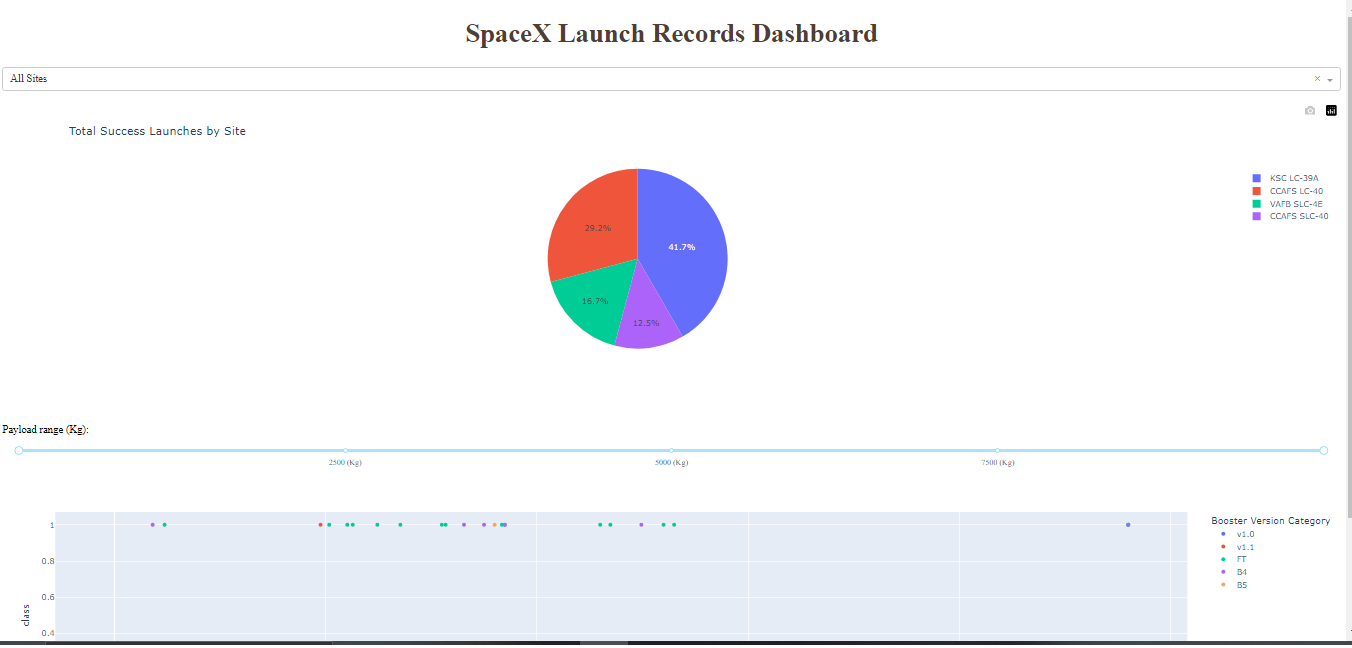 SpaceX Launch Records Dashboard
All Sites
Total Success Launches by Site
KSC LC-39A
CCAFS LC-40
VAFB SLC-4E
CCAFS SLC-40
29.2%
41.7%
16.7%
12.5%
Payload range (Kg):
2500 (Kg)
5000 (Kg)
7500 (Kg)
Booster Version Category
v1.0
v1.1
FT
B4
B5
1
0.8
0.6
0.4
class